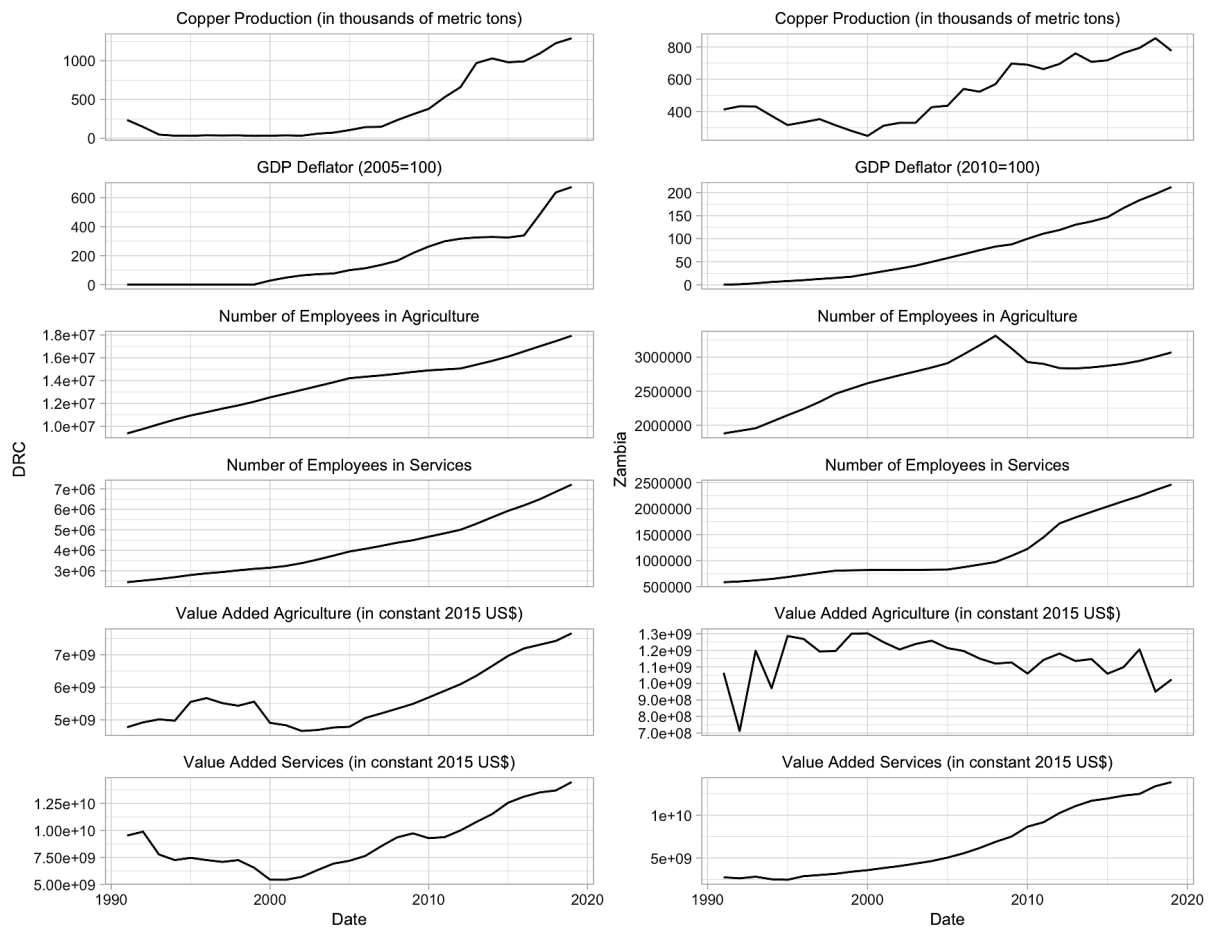 DRC
Copper Production (in thousands of metric tons)
1000
500
0
GDP Deflator (2005=100)
600
400
200
0
Number of Employees in Agriculture
1.8e+07
1.6e+07
1.4e+07
1.2e+07
1.0e+07
Number of Employees in Services
7e+06
6e+06
5e+06
4e+06
3e+06
Value Added Agriculture (in constant 2015 US$)
7e+09
6e+09
5e+09
Value Added Services (in constant 2015 US$)
1.25e+10
1.00e+10
7.50e+09
5.00e+09
1990 2000 2010 2020
Date
Zambia
Copper Production (in thousands of metric tons)
800
600
400
GDP Deflator (2010=100)
200
150
100
50
0
Number of Employees in Agriculture
3000000
2500000
2000000
Number of Employees in Services
2500000
2000000
1500000
1000000
500000
Value Added Agriculture (in constant 2015 US$)
1.3e+09
1.2e+09
1.1e+09
1.0e+09
9.0e+08
8.0e+08
7.0e+08
Value Added Services (in constant 2015 US$)
1e+10
5e+09
1990 2000 2010 2020
Date